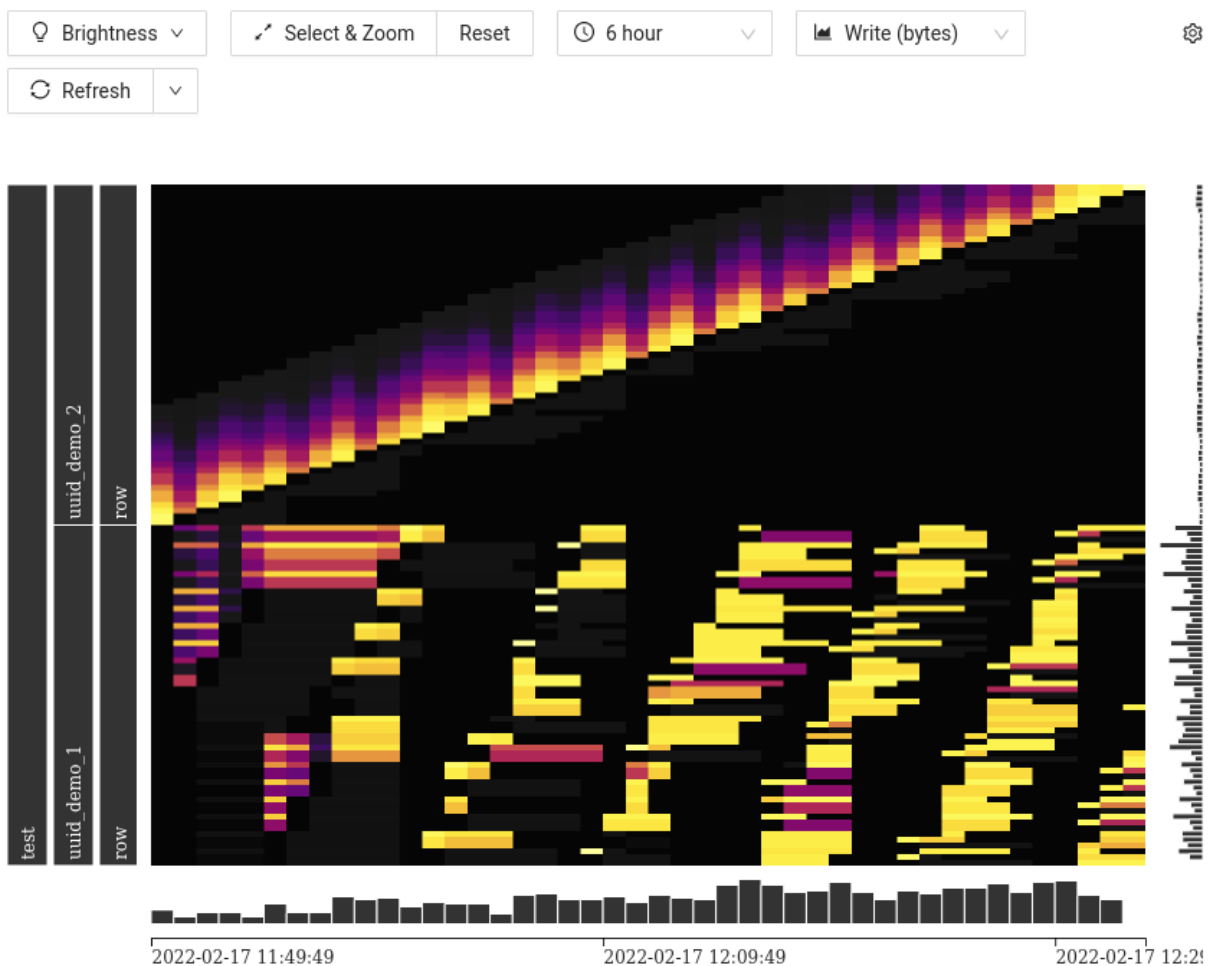 Brightness
Select & Zoom
Reset
6 hour
Write (bytes)
Refresh
test
uuid_demo_2
row
uuid_demo_1
row
2022-02-17 11:49:49
2022-02-17 12:09:49
2022-02-17 12:29